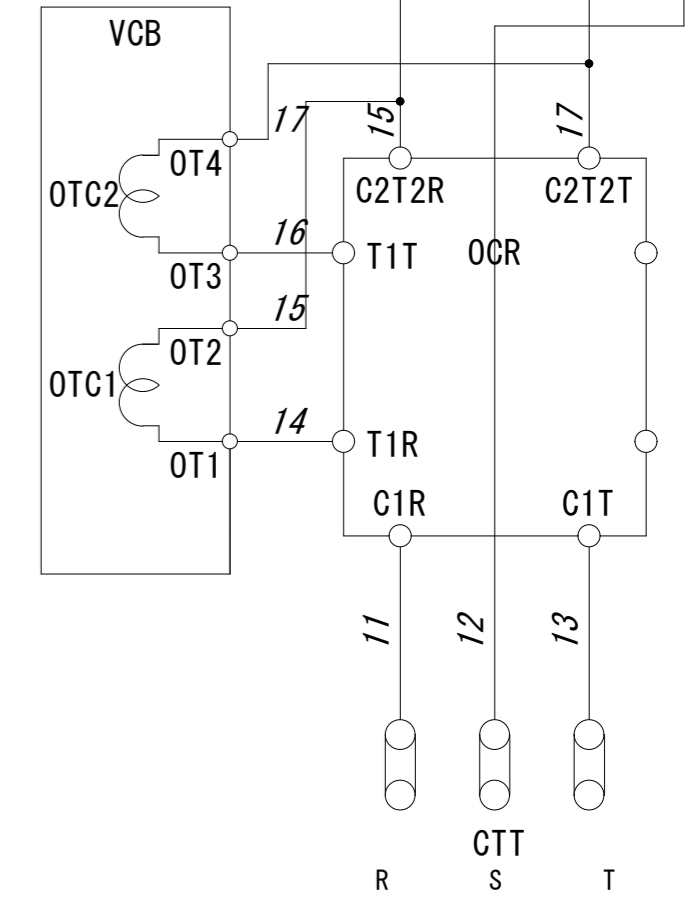 VCB
17
15
17
OT4
C2T2R
C2T2T
OTC2
16
T1T
OCR
OT3
15
OT2
OTC1
14
T1R
OT1
C1R
C1T
11
12
13
CTT
R
S
T